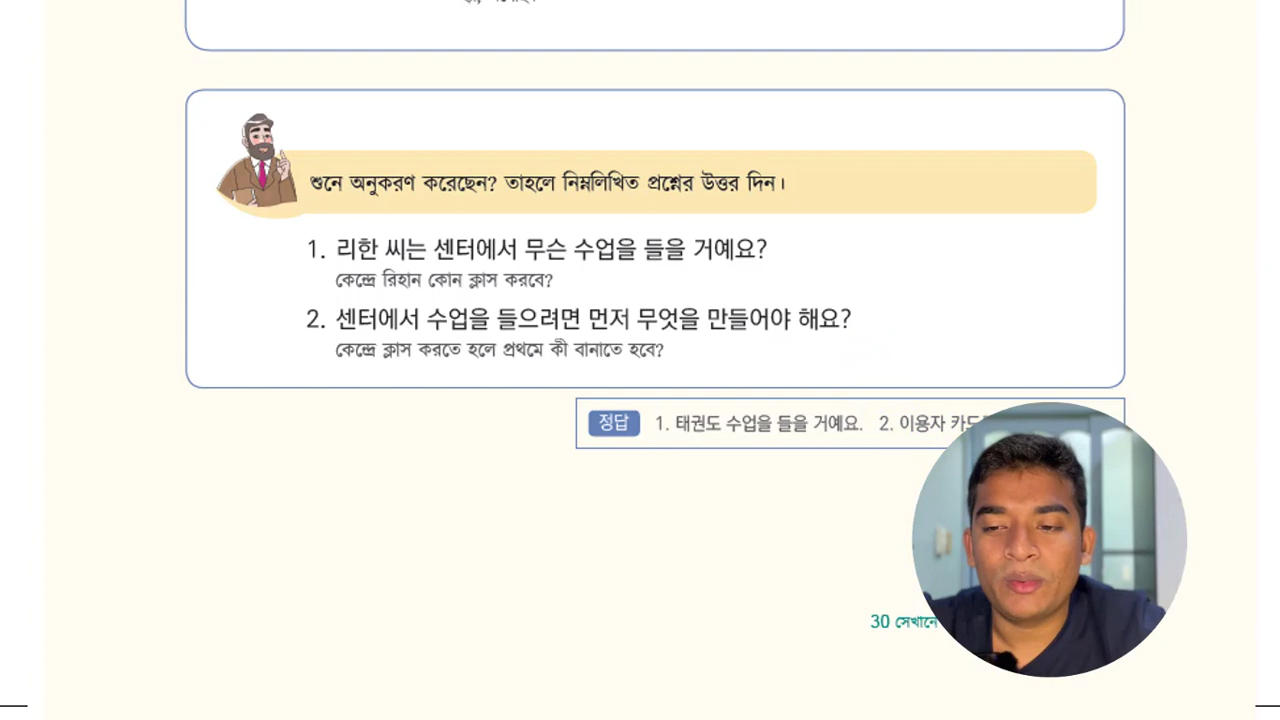 শুনে অনুকরণ করেছেন? তাহলে নিম্নলিখিত প্রশ্নের উত্তর দিন।
1. 리한 씨는 센터에서 무슨 수업을 들을 거예요?
কেন্দ্রে রিহান কোন ক্লাস করবে?
2. 센터에서 수업을 들으려면 먼저 무엇을 만들어야 해요?
কেন্দ্রে ক্লাস করতে হলে প্রথমে কী বানাতে হবে?
정답 1. 태권도 수업을 들을 거예요. 2. 이용자
30 সেখানে